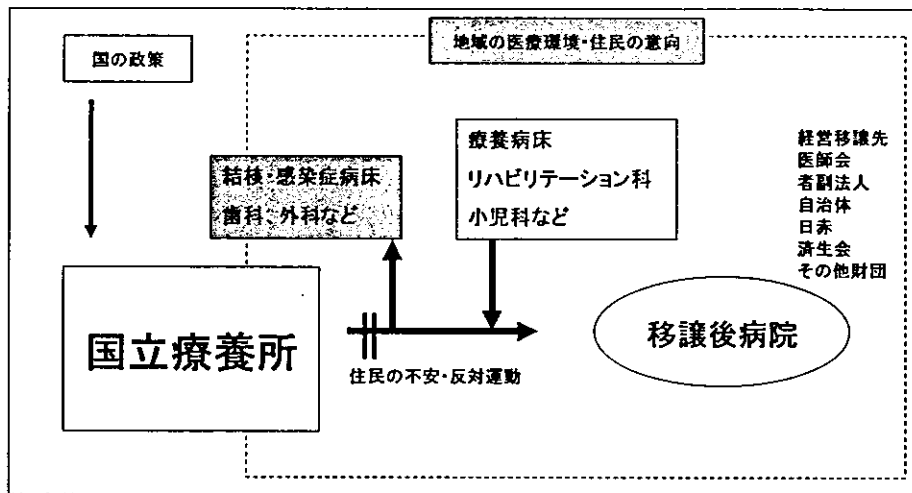 国の政策
地域の医療環境・住民の意向
結核・感染症病床
歯科、外科など
療養病床
リハビリテーション科
小児科など
経営移譲先
医師会
者副法人
自治体
日赤
済生会
その他財団
国立療養所
住民の不安・反対運動
移譲後病院